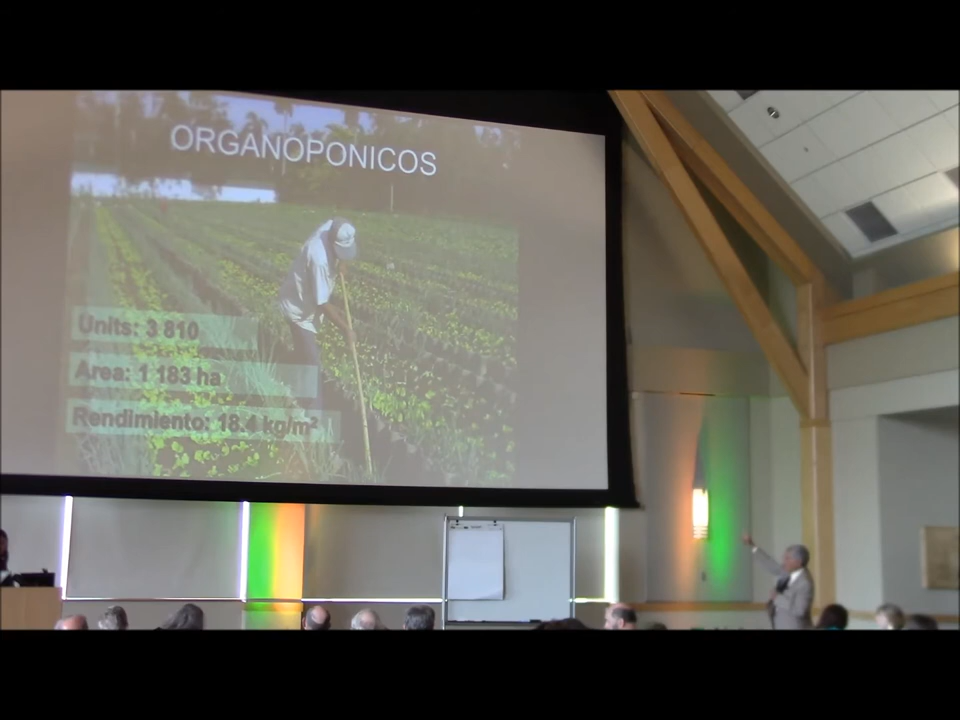 ORGANOPONICOS
Units: 3 810
Area: 1 183 ha
Rendimiento: 18.4 kg/m²